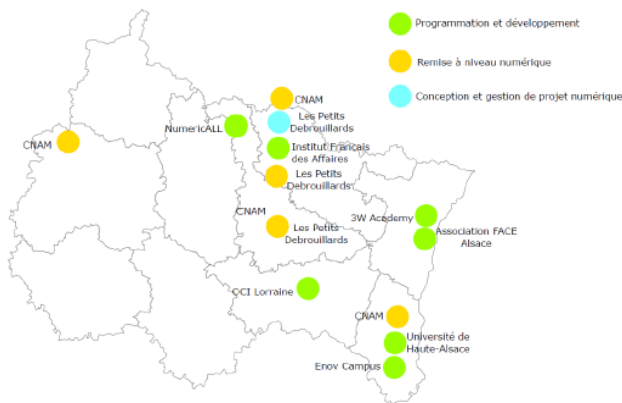 Programmation et développement
Remise à niveau numérique
Conception et gestion de projet numérique
CNAM
Les Petits
Debrouillards
NumericALL
Institut Français
des Affaires
CNAM
Les Petits
Debrouillards
CNAM
Les Petits
Debrouillards
3W Academy
Association FACE
Alsace
CCI Lorraine
CNAM
Université de
Haute-Alsace
Enov Campus